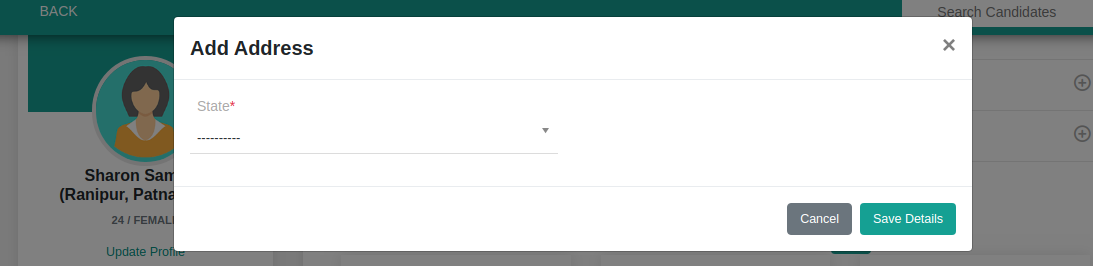 BACK
Search Candidates
Add Address
×
State*
----------
Cancel
Save Details
Sharon Sam
(Ranipur, Patna
24 / FEMAL
Update Profile